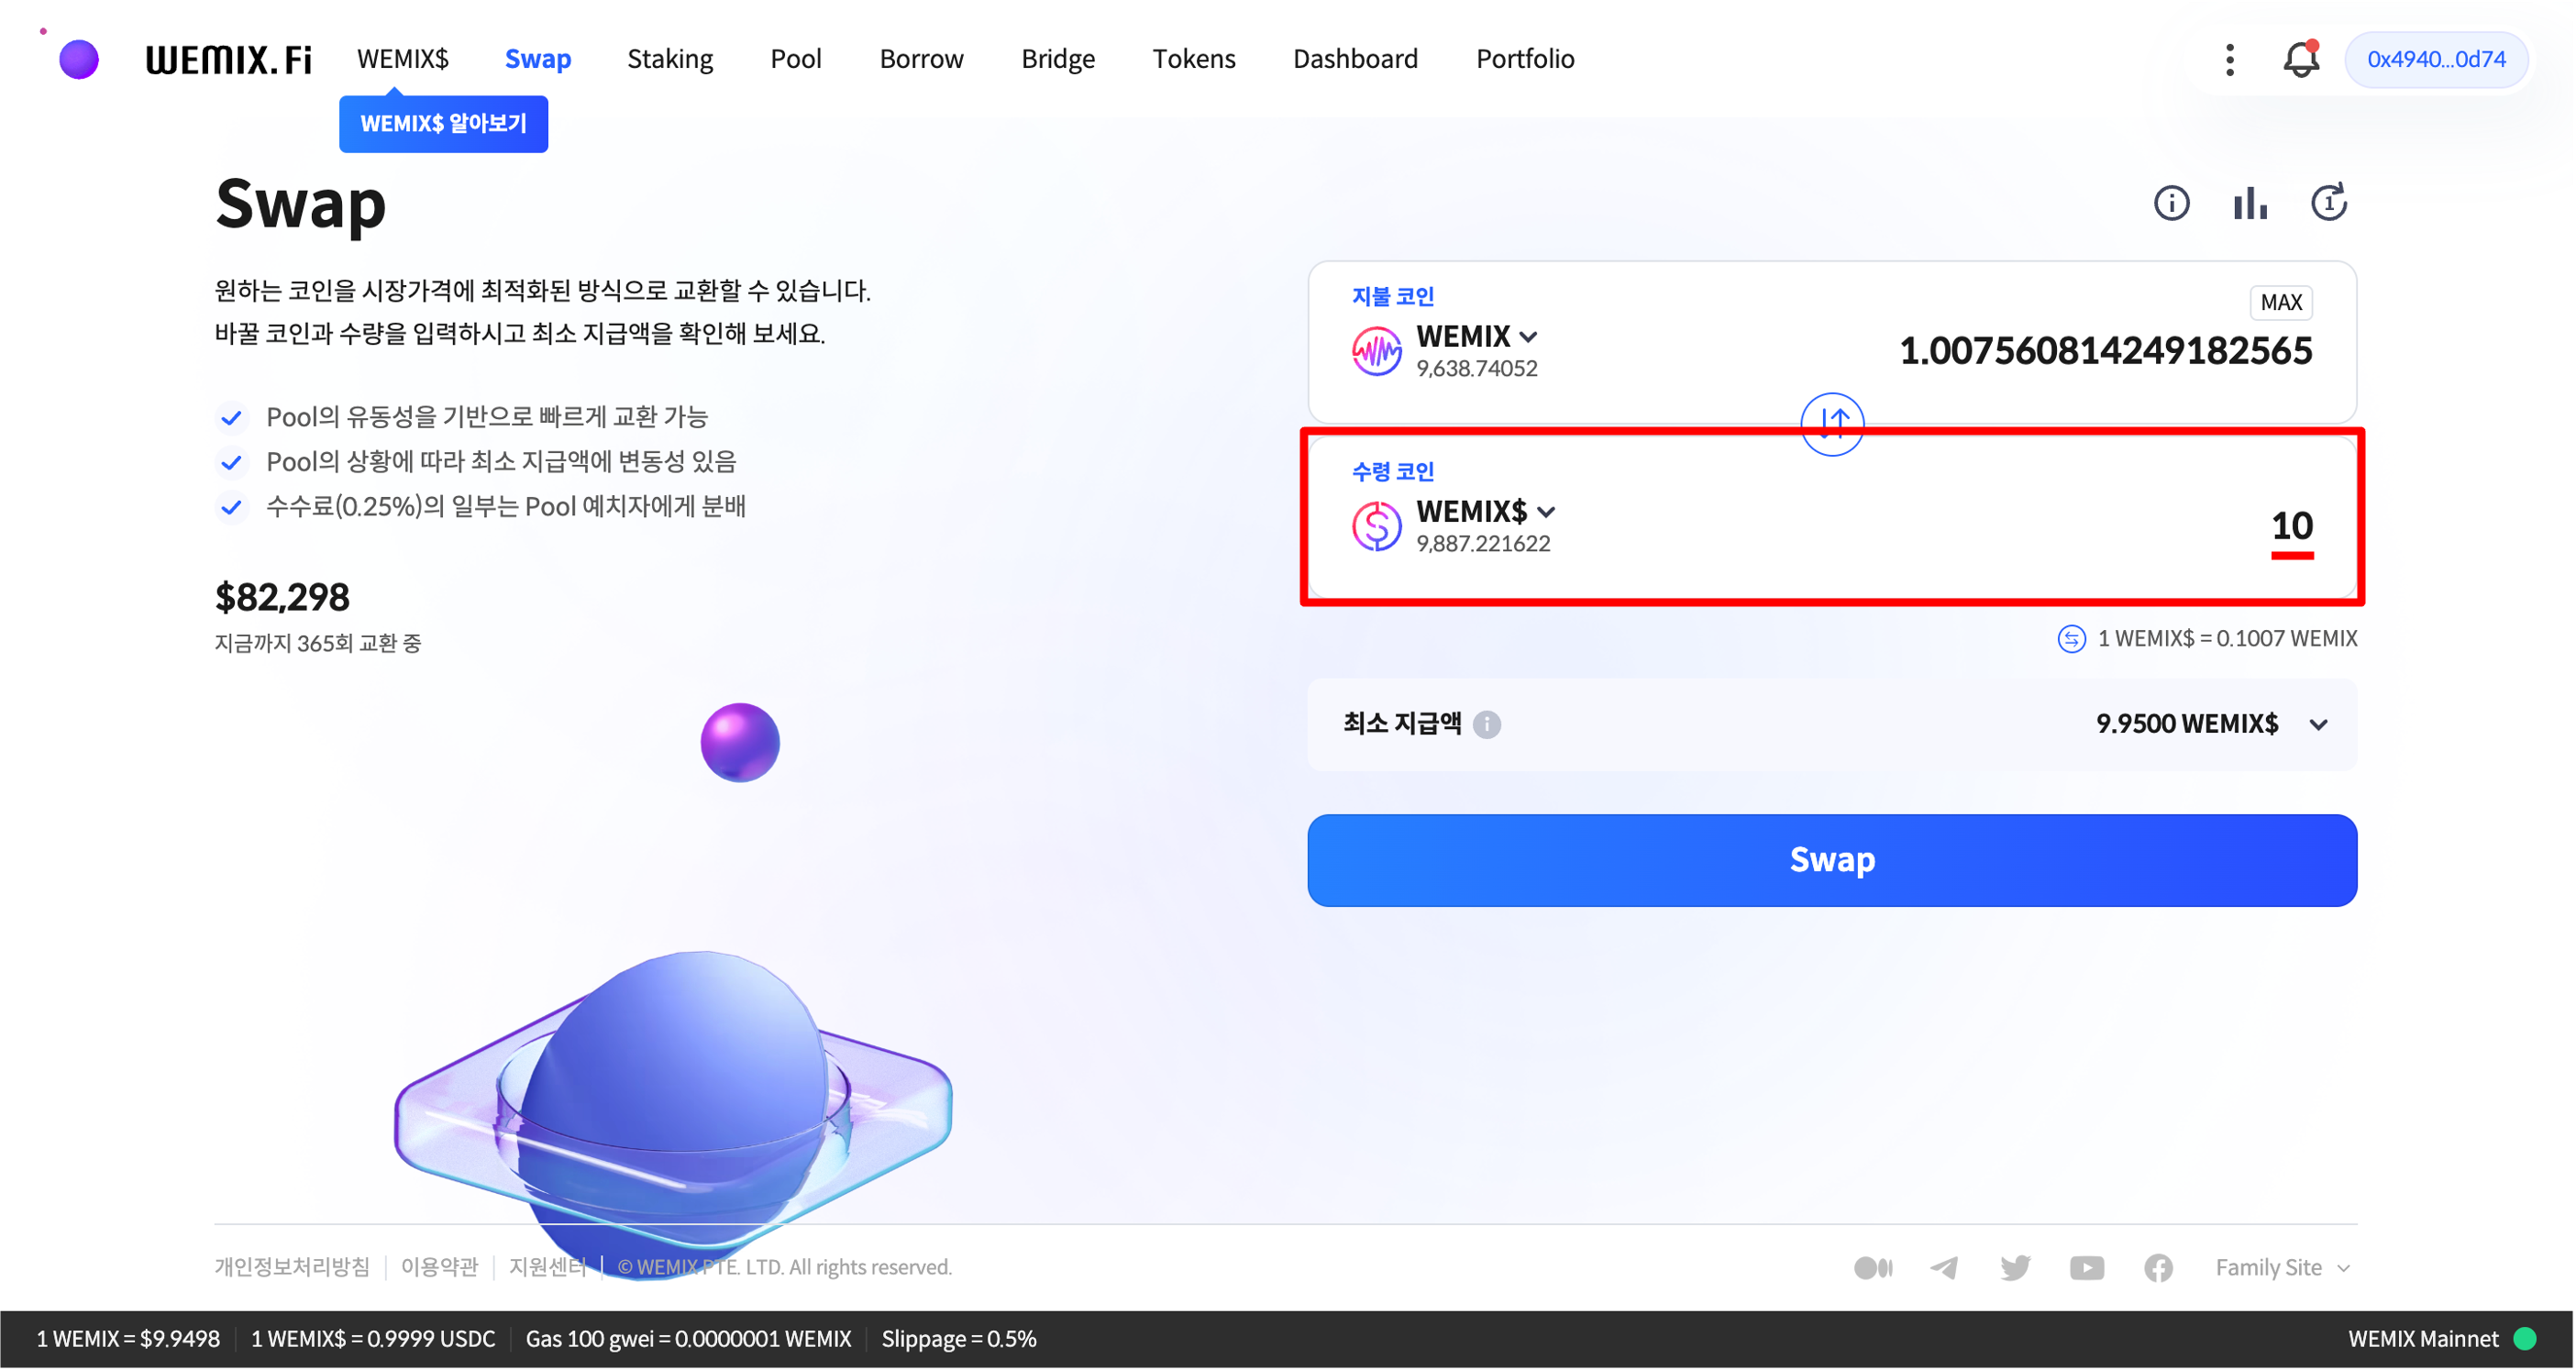 WEMIX.Fi WEMIX$ Swap Staking Pool Borrow Bridge Tokens Dashboard Portfolio 0x4940...0d74
WEMIX$ 알아보기
Swap
원하는 코인을 시장가격에 최적화된 방식으로 교환할 수 있습니다.
바꿀 코인과 수량을 입력하시고 최소 지급액을 확인해 보세요.
Pool의 유동성을 기반으로 빠르게 교환 가능
Pool의 상황에 따라 최소 지급액에 변동성 있음
수수료(0.25%)의 일부는 Pool 예치자에게 분배
$82,298
지금까지 365회 교환 중
1
지불 코인
MAX
WEMIX
9,638.74052
1.007560814249182565
수령 코인
WEMIX$
9,887.221622
10
1 WEMIX$ = 0.1007 WEMIX
최소 지급액 9.9500 WEMIX$
Swap
개인정보처리방침 이용약관 지원센터 © WEMIX PTE. LTD. All rights reserved. Family Site
1 WEMIX = $9.9498 1 WEMIX$ = 0.9999 USDC Gas 100 gwei = 0.0000001 WEMIX Slippage = 0.5% WEMIX Mainnet